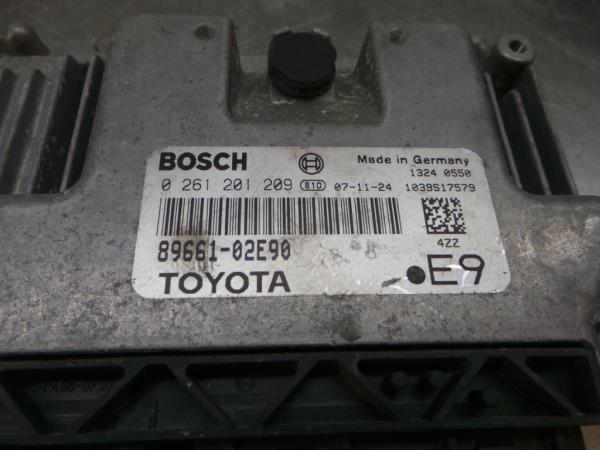 BOSCH Made in Germany
1324 0550
0 261 201 209 B10 07-11-24 1039S17579
89661-02E90 4ZZ
TOYOTA E9